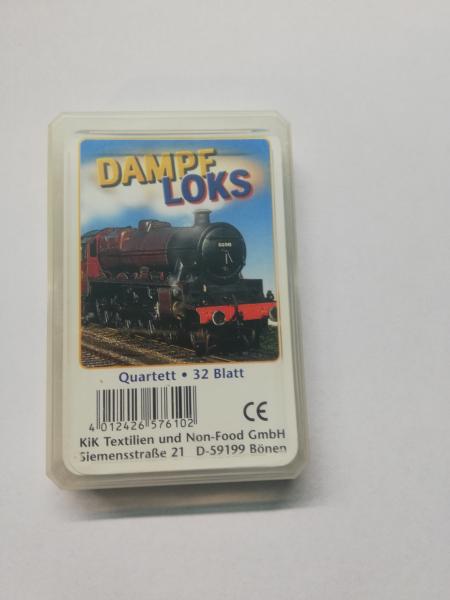 DAMPF
LOKS
Quartett • 32 Blatt
4 012426 576102
CE
KiK Textilien und Non-Food GmbH
Siemensstraße 21 D-59199 Bönen